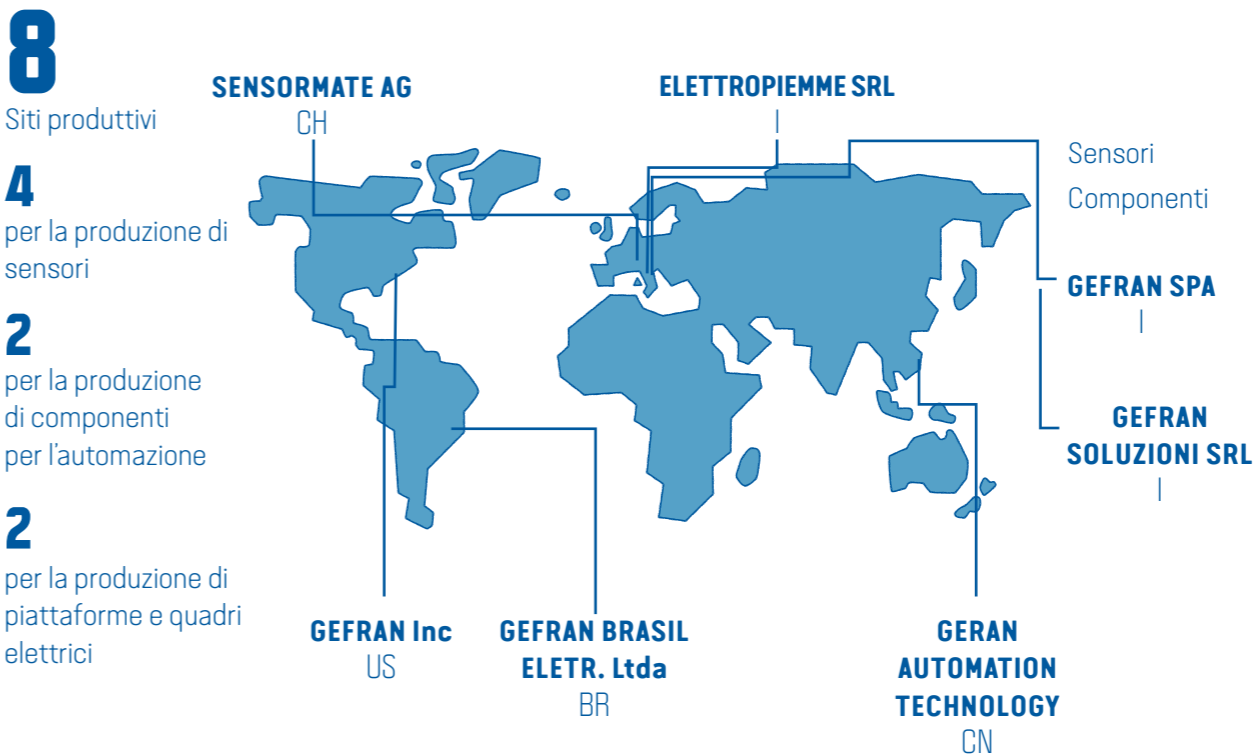 8
Siti produttivi
4
per la produzione di
sensori
2
per la produzione
di componenti
per l'automazione
2
per la produzione di
piattaforme e quadri
elettrici
SENSORMATE AG
CH
ELETTROPIEMME SRL
I
Sensori
Componenti
GEFRAN SPA
I
GEFRAN
SOLUZIONI SRL
I
GEFRAN Inc
US
GEFRAN BRASIL
ELETR. Ltda
BR
GERAN
AUTOMATION
TECHNOLOGY
CN